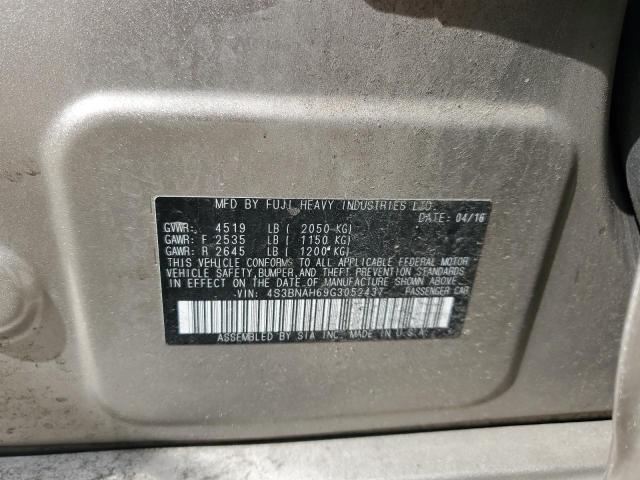 MFD BY FUJI HEAVY INDUSTRIES LTD.
DATE: 04/16
GVWR: 4519 LB ( 2050 KG)
GAWR: F 2535 LB ( 1150 KG)
GAWR: R 2645 LB ( 1200 KG)
THIS VEHICLE CONFORMS TO ALL APPLICABLE FEDERAL MOTOR
VEHICLE SAFETY, BUMPER, AND THEFT PREVENTION STANDARDS
IN EFFECT ON THE DATE OF MANUFACTURE SHOWN ABOVE.
VIN: 4S3BNAH69G3052437 PASSENGER CAR
ASSEMBLED BY SIA INC. MADE IN U.S.A.